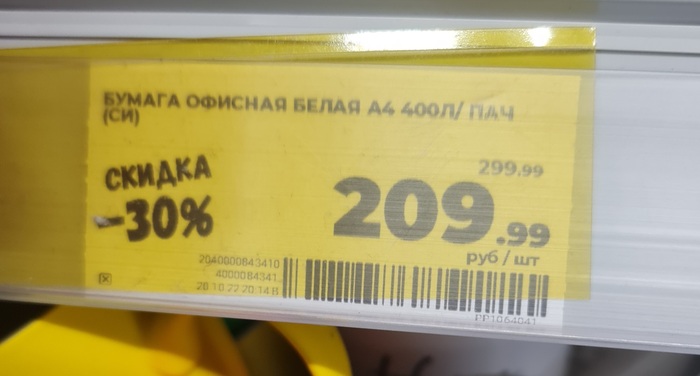 БУМАГА ОФИСНАЯ БЕЛАЯ А4 400Л/ ПАЧ
(СИ)
СКИДКА
-30%
299.99
209.99
руб / шт
2040000843410
4000084341
20.10.22 20:14 В
PP1064041